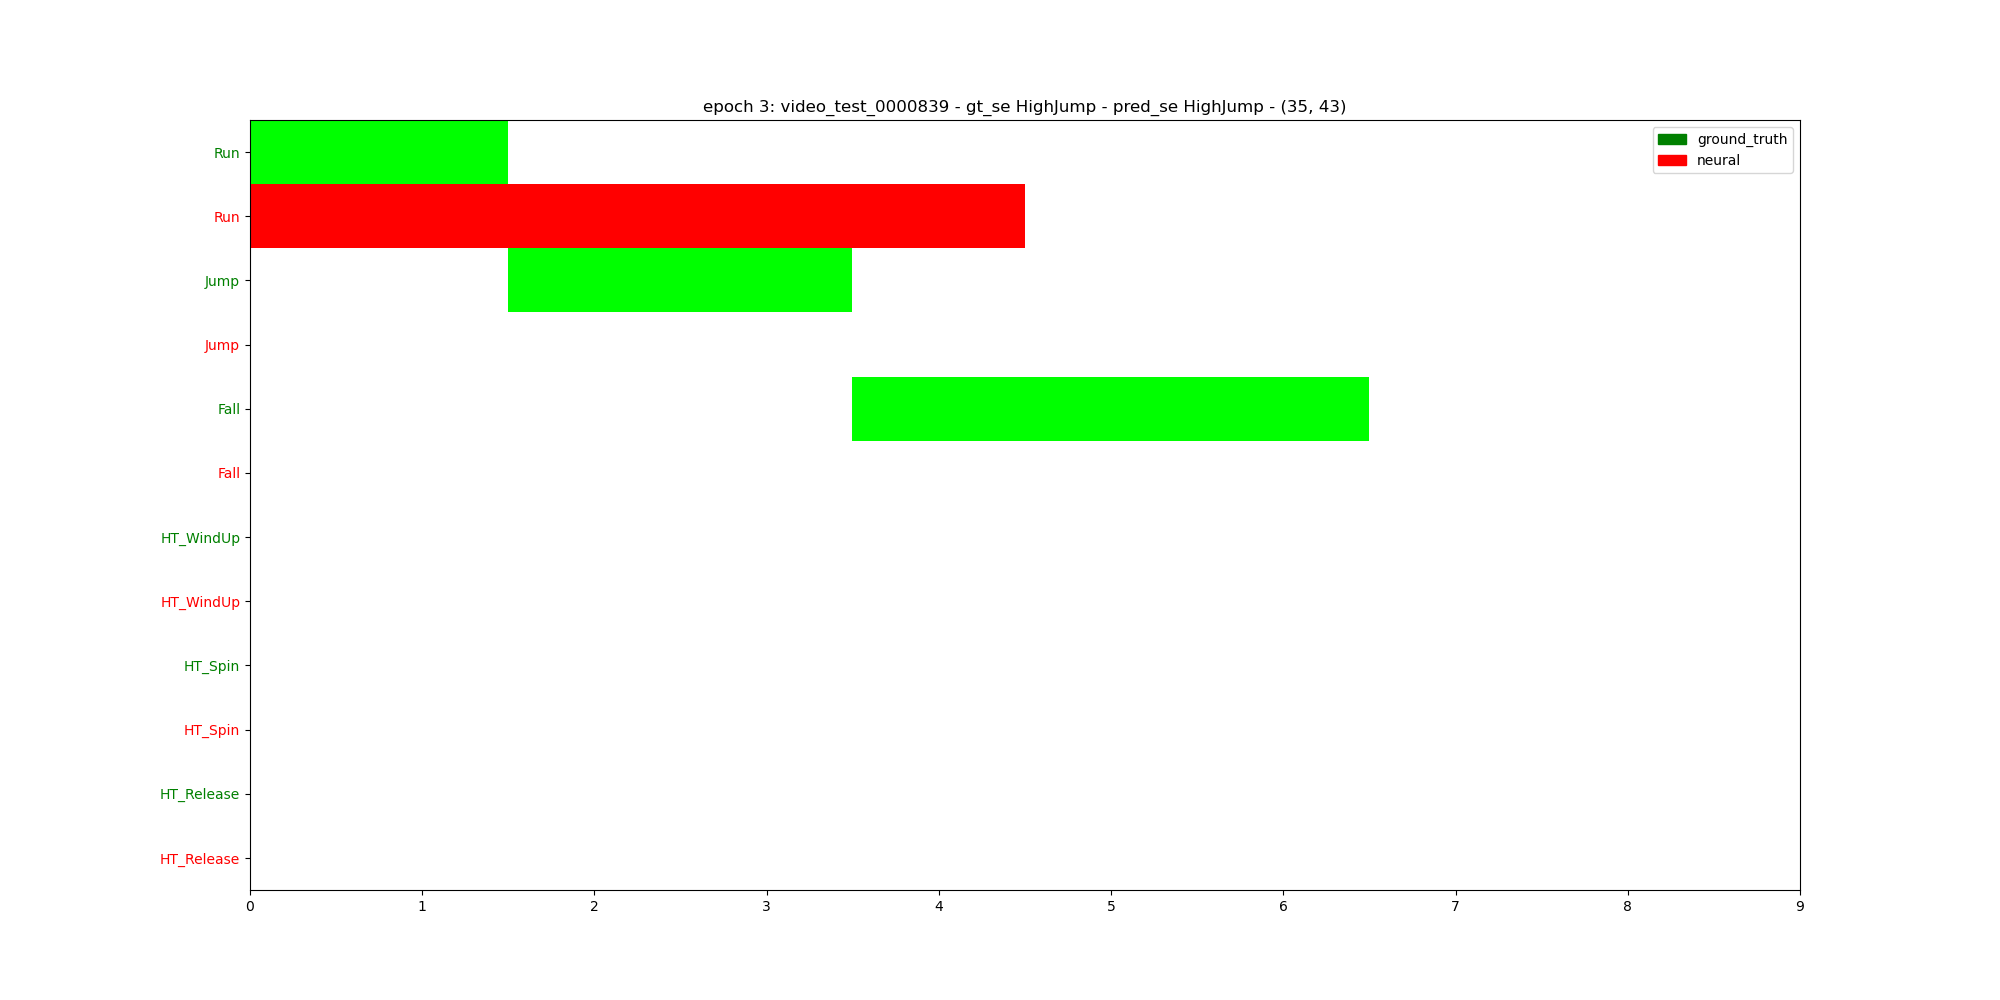 epoch 3: video_test_0000839 - gt_se HighJump - pred_se HighJump - (35, 43)
ground_truth
neural
Run
Run
Jump
Jump
Fall
Fall
HT_WindUp
HT_WindUp
HT_Spin
HT_Spin
HT_Release
HT_Release
0 1 2 3 4 5 6 7 8 9